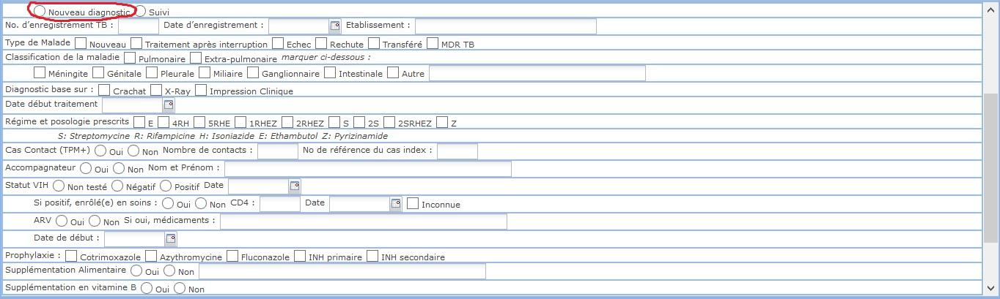 Nouveau diagnostic Suivi
No. d'enregistrement TB : Date d'enregistrement : Etablissement :
Type de Malade Nouveau Traitement après interruption Echec Rechute Transféré MDR TB
Classification de la maladie Pulmonaire Extra-pulmonaire marquer ci-dessous :
Méningite Génitale Pleurale Miliaire Ganglionnaire Intestinale Autre
Diagnostic base sur : Crachat X-Ray Impression Clinique
Date début traitement
Régime et posologie prescrits E 4RH 5RHE 1RHEZ 2RHEZ S 2S 2SRHEZ Z
S: Streptomycine R: Rifampicine H: Isoniazide E: Ethambutol Z: Pyrizinamide
Cas Contact (TPM+) Oui Non Nombre de contacts : No de référence du cas index :
Accompagnateur Oui Non Nom et Prénom :
Statut VIH Non testé Négatif Positif Date
Si positif, enrôlé(e) en soins : Oui Non CD4 : Date Inconnue
ARV Oui Non Si oui, médicaments :
Date de début :
Prophylaxie : Cotrimoxazole Azythromycine Fluconazole INH primaire INH secondaire
Supplémentation Alimentaire Oui Non
Supplémentation en vitamine B Oui Non